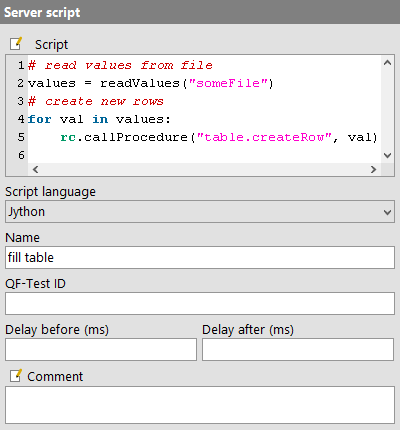 Server script
Script
1 # read values from file
2 values = readValues("someFile")
3 # create new rows
4 for val in values:
5     rc.callProcedure("table.createRow", val)
6
Script language
Jython
Name
fill table
QF-Test ID
Delay before (ms) Delay after (ms)
Comment